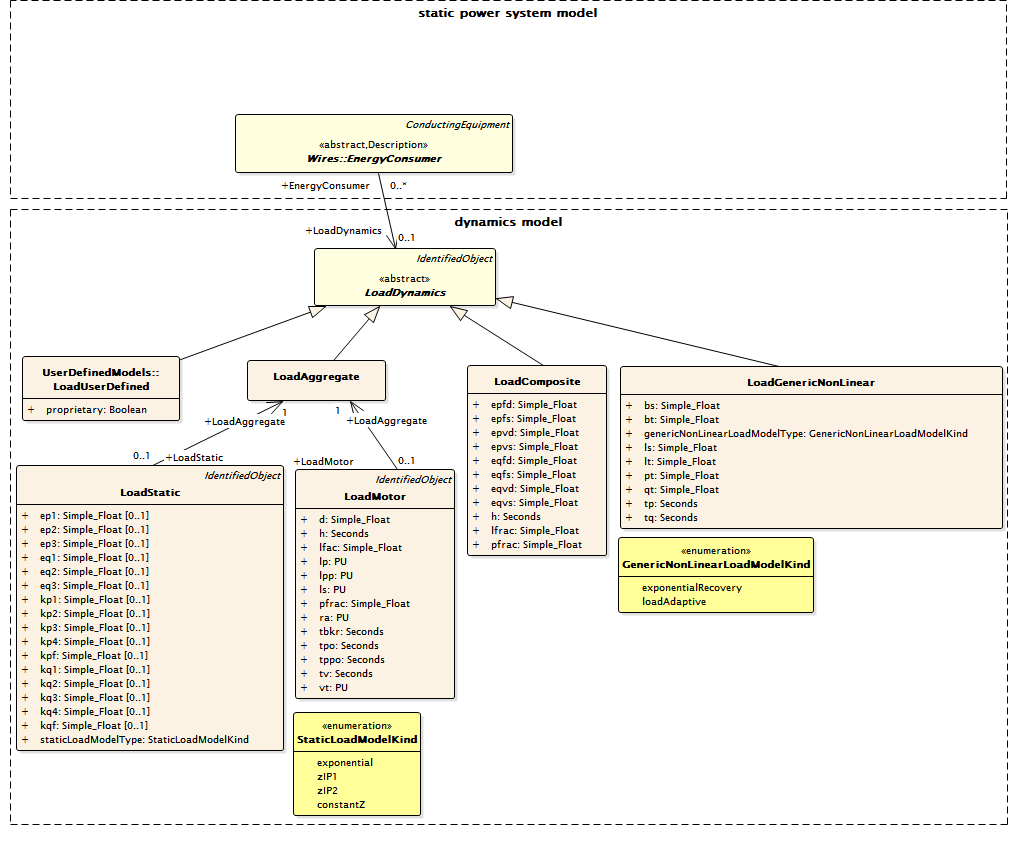 static power system model
ConductingEquipment
«abstract,Description»
Wires::EnergyConsumer
+EnergyConsumer 0..*
dynamics model
+LoadDynamics
0..1
IdentifiedObject
«abstract»
LoadDynamics
UserDefinedModels::
LoadUserDefined
+ proprietary: Boolean
LoadAggregate
+LoadAggregate 1
1 +LoadAggregate
0..1 +LoadStatic
+LoadMotor 0..1
IdentifiedObject
LoadStatic
+ ep1: Simple_Float [0..1]
+ ep2: Simple_Float [0..1]
+ ep3: Simple_Float [0..1]
+ eq1: Simple_Float [0..1]
+ eq2: Simple_Float [0..1]
+ eq3: Simple_Float [0..1]
+ kp1: Simple_Float [0..1]
+ kp2: Simple_Float [0..1]
+ kp3: Simple_Float [0..1]
+ kp4: Simple_Float [0..1]
+ kpf: Simple_Float [0..1]
+ kq1: Simple_Float [0..1]
+ kq2: Simple_Float [0..1]
+ kq3: Simple_Float [0..1]
+ kq4: Simple_Float [0..1]
+ kqf: Simple_Float [0..1]
+ staticLoadModelType: StaticLoadModelKind
IdentifiedObject
LoadMotor
+ d: Simple_Float
+ h: Seconds
+ lfac: Simple_Float
+ lp: PU
+ lpp: PU
+ ls: PU
+ pfrac: Simple_Float
+ ra: PU
+ tbkr: Seconds
+ tpo: Seconds
+ tppo: Seconds
+ tv: Seconds
+ vt: PU
«enumeration»
StaticLoadModelKind
exponential
zIP1
zIP2
constantZ
LoadComposite
+ epfd: Simple_Float
+ epfs: Simple_Float
+ epvd: Simple_Float
+ epvs: Simple_Float
+ eqfd: Simple_Float
+ eqfs: Simple_Float
+ eqvd: Simple_Float
+ eqvs: Simple_Float
+ h: Seconds
+ lfrac: Simple_Float
+ pfrac: Simple_Float
LoadGenericNonLinear
+ bs: Simple_Float
+ bt: Simple_Float
+ genericNonLinearLoadModelType: GenericNonLinearLoadModelKind
+ ls: Simple_Float
+ lt: Simple_Float
+ pt: Simple_Float
+ qt: Simple_Float
+ tp: Seconds
+ tq: Seconds
«enumeration»
GenericNonLinearLoadModelKind
exponentialRecovery
loadAdaptive